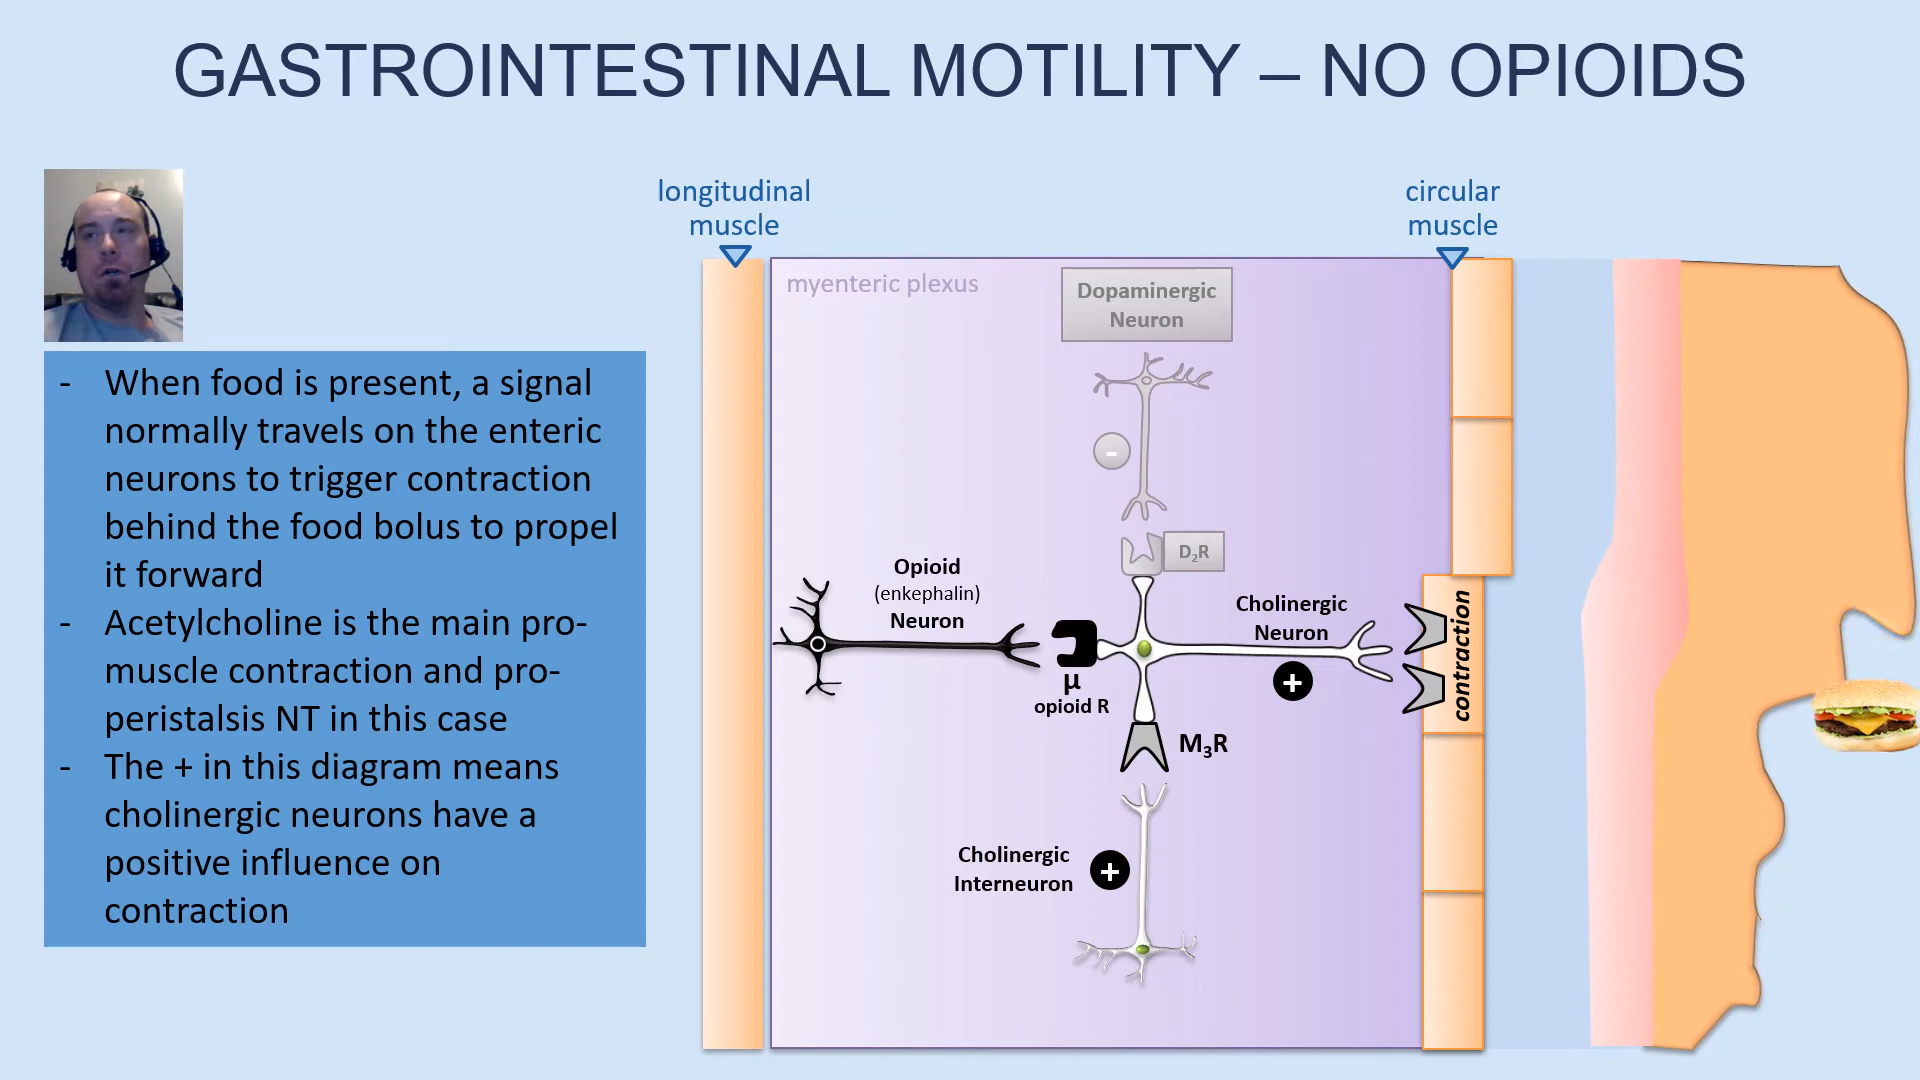 GASTROINTESTINAL MOTILITY – NO OPIOIDS
longitudinal
muscle
circular
muscle
- When food is present, a signal
normally travels on the enteric
neurons to trigger contraction
behind the food bolus to propel
it forward
- Acetylcholine is the main pro-
muscle contraction and pro-
peristalsis NT in this case
- The + in this diagram means
cholinergic neurons have a
positive influence on
contraction
myenteric plexus
Dopaminergic
Neuron
-
D₂R
Opioid
(enkephalin)
Neuron
μ
opioid R
Cholinergic
Neuron
+
contraction
M₃R
Cholinergic
Interneuron
+